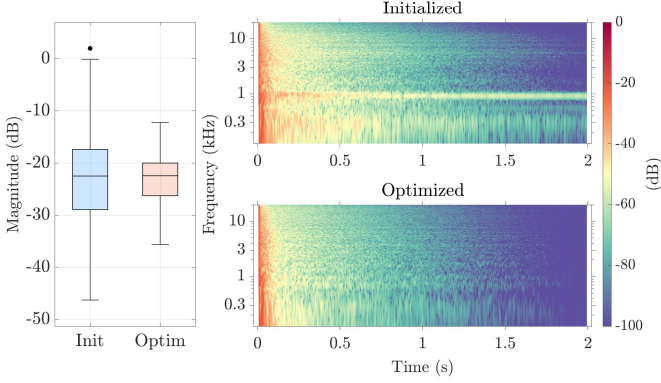 Initialized
Magnitude (dB)
0
-10
-20
-30
-40
-50
Init Optim
Frequency (kHz)
10
3
1
0.3
0 0.5 1 1.5 2
Optimized
10
3
1
0.3
0 0.5 1 1.5 2
Time (s)
0
-20
-40
-60
-80
-100
(dB)